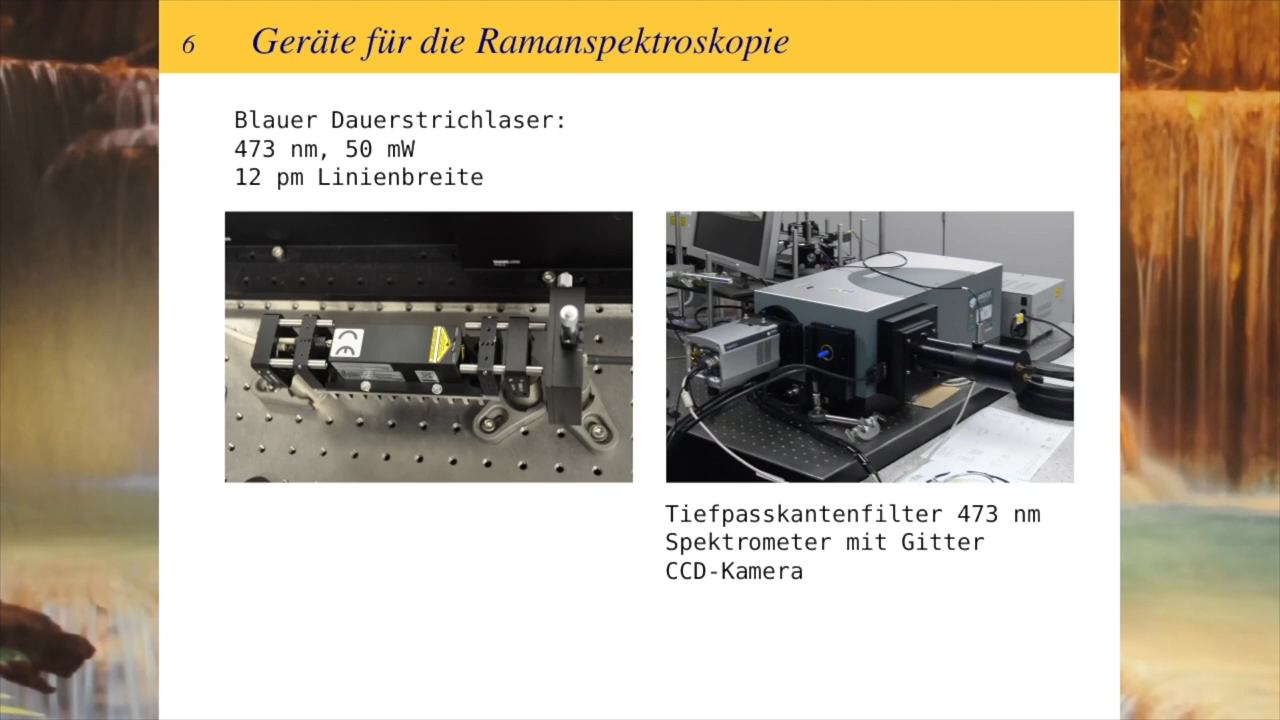 6 Geräte für die Ramanspektroskopie
Blauer Dauerstrichlaser:
473 nm, 50 mW
12 pm Linienbreite
CE
Tiefpasskantenfilter 473 nm
Spektrometer mit Gitter
CCD-Kamera